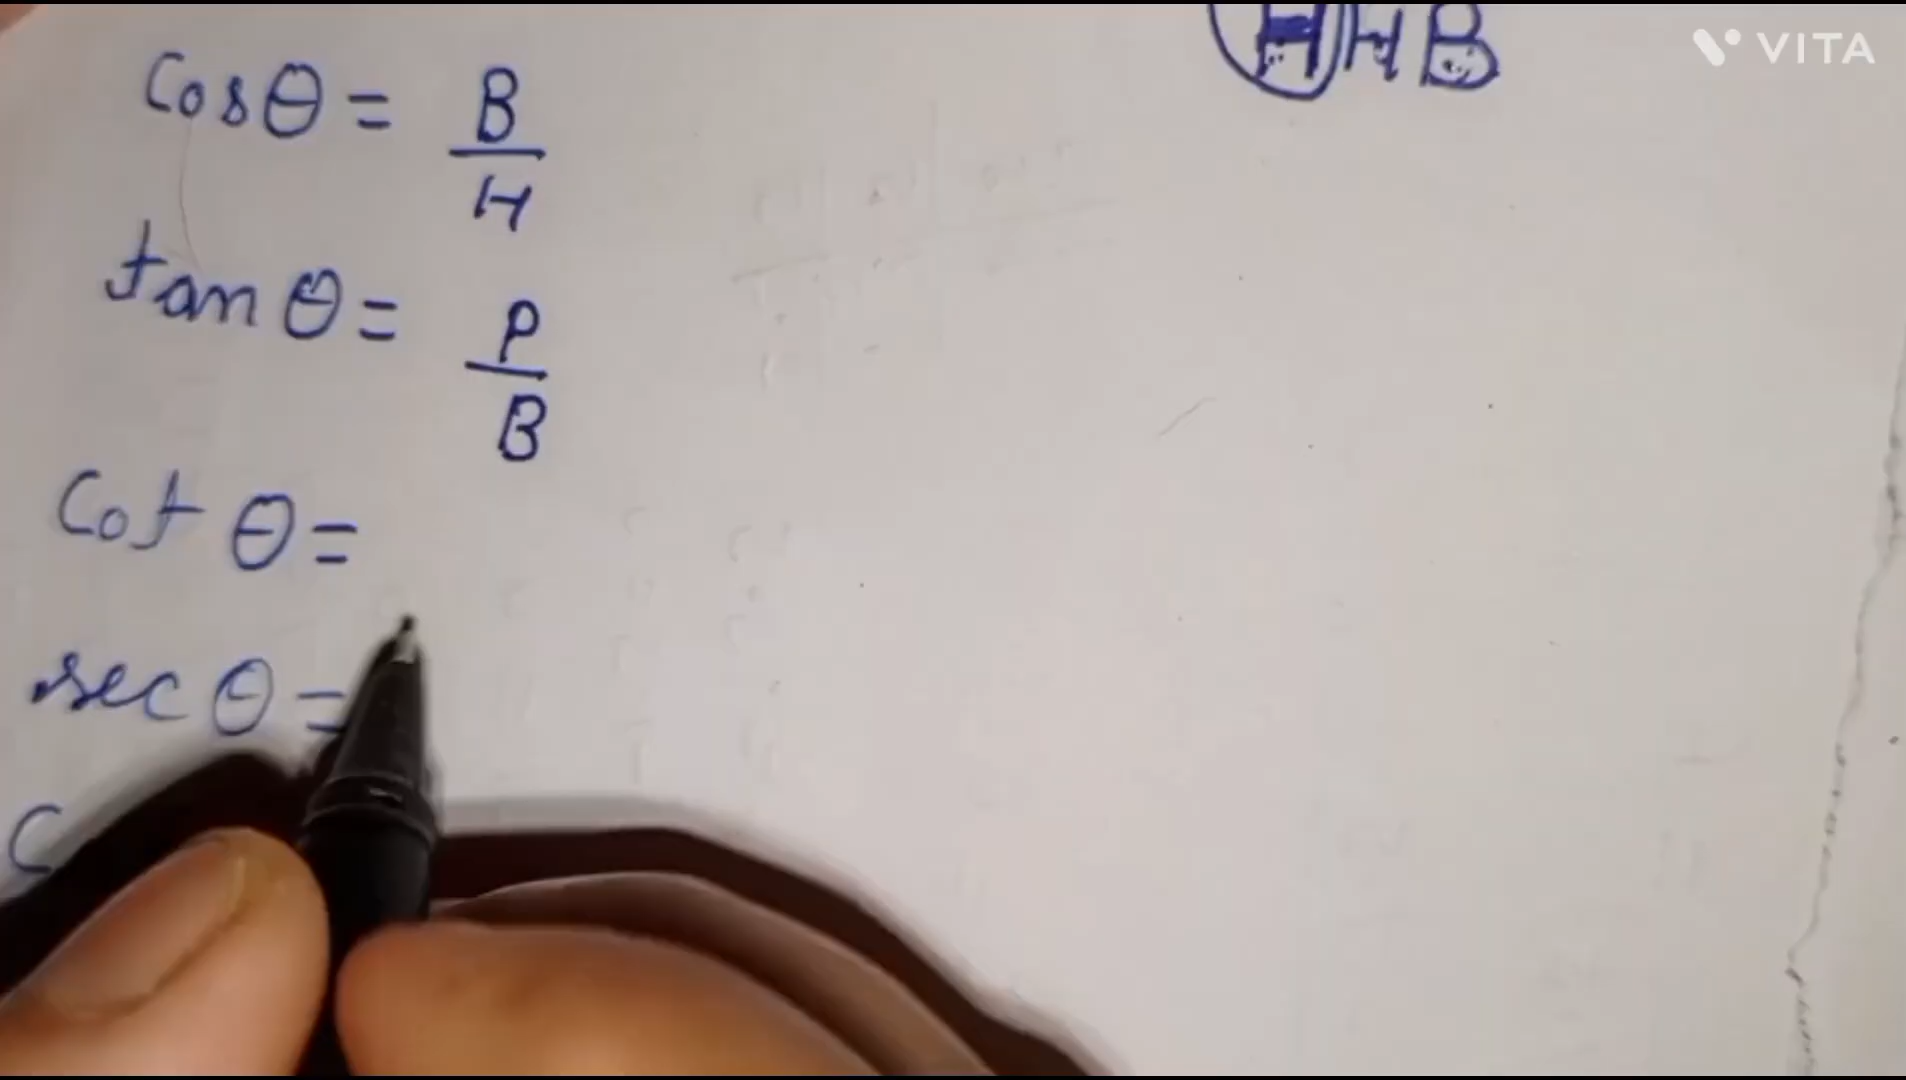 HHB
VITA
cosθ = B/H
tanθ = P/B
Cotθ =
secθ =
C